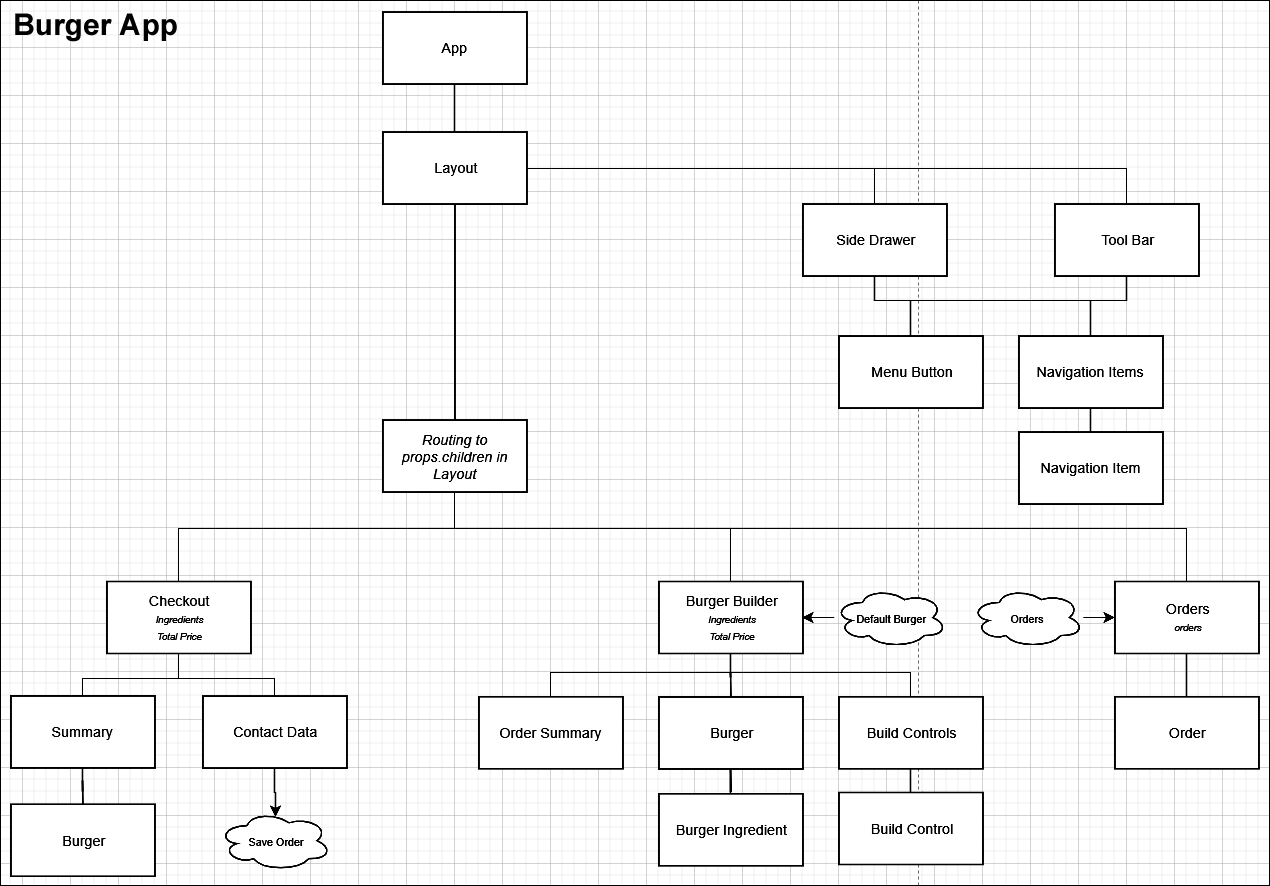 Burger App
App
Layout
Side Drawer
Tool Bar
Menu Button
Navigation Items
Navigation Item
Routing to
props.children in
Layout
Checkout
Ingredients
Total Price
Burger Builder
Ingredients
Total Price
Default Burger
Orders
Orders
orders
Summary
Contact Data
Order Summary
Burger
Build Controls
Order
Burger
Save Order
Burger Ingredient
Build Control